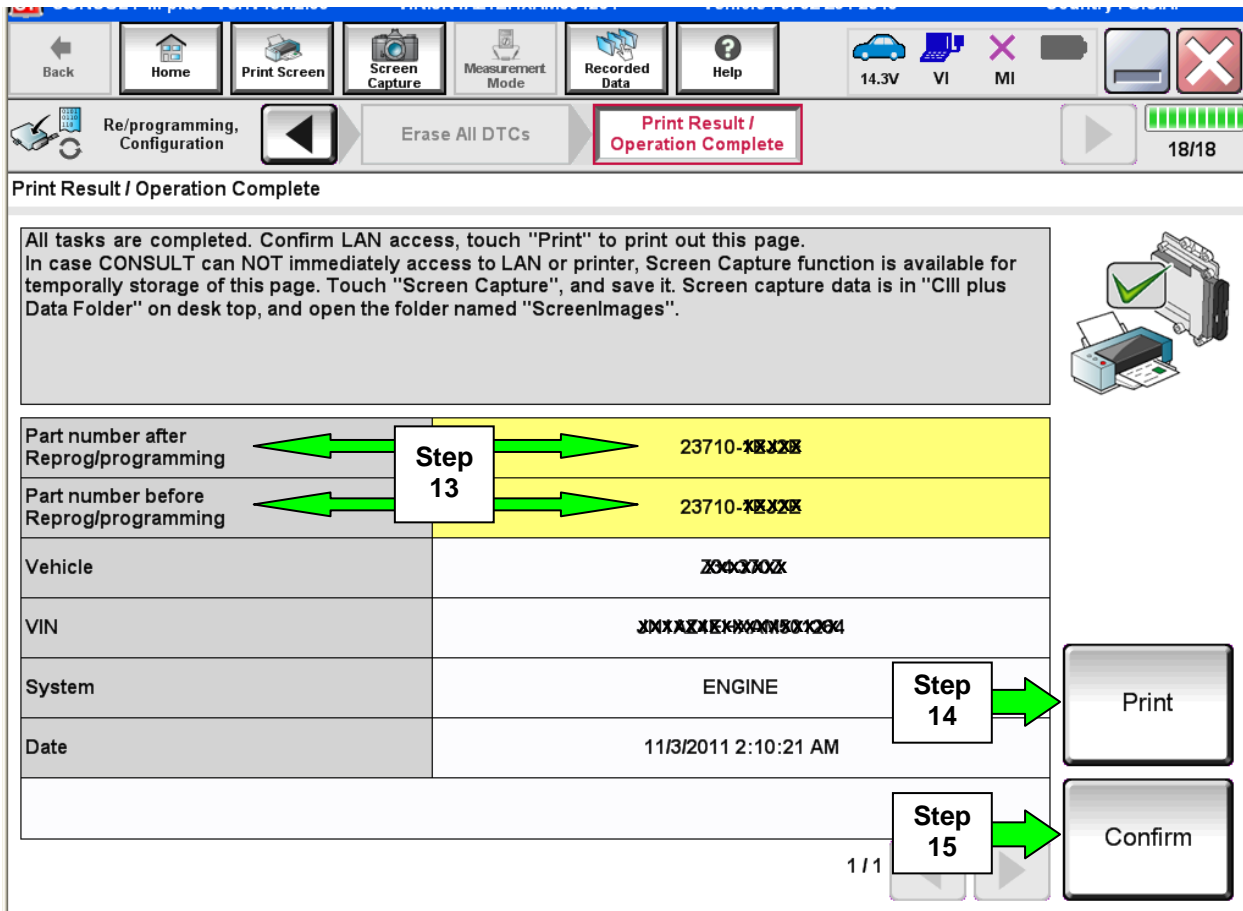 Back
Home
Print Screen
Screen
Capture
Measurement
Mode
Recorded
Data
Help
14.3V
VI
MI
Re/programming,
Configuration
Erase All DTCs
Print Result /
Operation Complete
18/18
Print Result / Operation Complete
All tasks are completed. Confirm LAN access, touch "Print" to print out this page.
In case CONSULT can NOT immediately access to LAN or printer, Screen Capture function is available for
temporally storage of this page. Touch "Screen Capture", and save it. Screen capture data is in "CIII plus
Data Folder" on desk top, and open the folder named "ScreenImages".
Part number after
Reprog/programming
Step
13
23710-
Part number before
Reprog/programming
23710-
Vehicle
VIN
System
ENGINE
Step
14
Print
Date
11/3/2011 2:10:21 AM
Step
15
Confirm
1/1